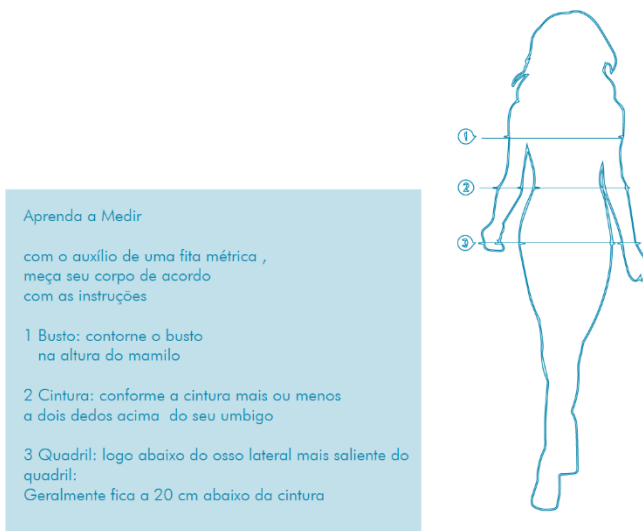 Aprenda a Medir
com o auxílio de uma fita métrica ,
meça seu corpo de acordo
com as instruções
1 Busto: contorne o busto
na altura do mamilo
2 Cintura: conforme a cintura mais ou menos
a dois dedos acima do seu umbigo
3 Quadril: logo abaixo do osso lateral mais saliente do
quadril:
Geralmente fica a 20 cm abaixo da cintura
1
2
3